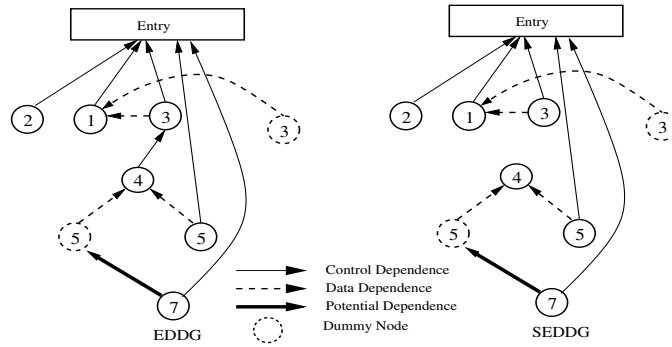 Entry
2
1
3
3
4
5
5
7
EDDG
Entry
2
1
3
3
4
5
5
7
SEDDG
Control Dependence
Data Dependence
Potential Dependence
Dummy Node